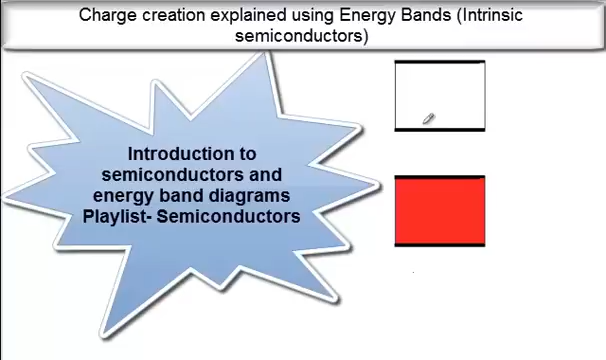 Charge creation explained using Energy Bands (Intrinsic
semiconductors)
Introduction to
semiconductors and
energy band diagrams
Playlist- Semiconductors